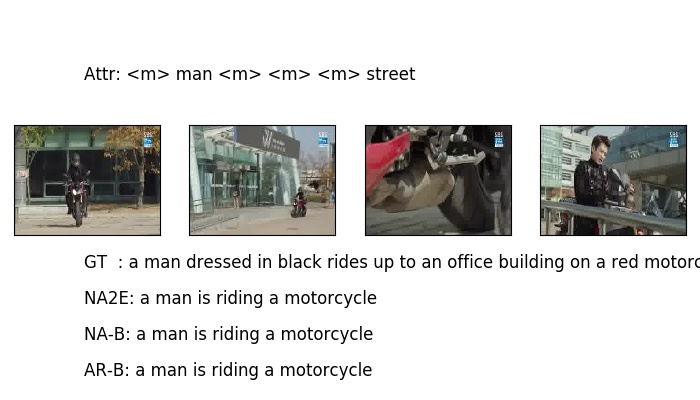 Attr: <m> man <m> <m> <m> street
SBS
SBS
SBS
SBS
GT : a man dressed in black rides up to an office building on a red motorc
NA2E: a man is riding a motorcycle
NA-B: a man is riding a motorcycle
AR-B: a man is riding a motorcycle